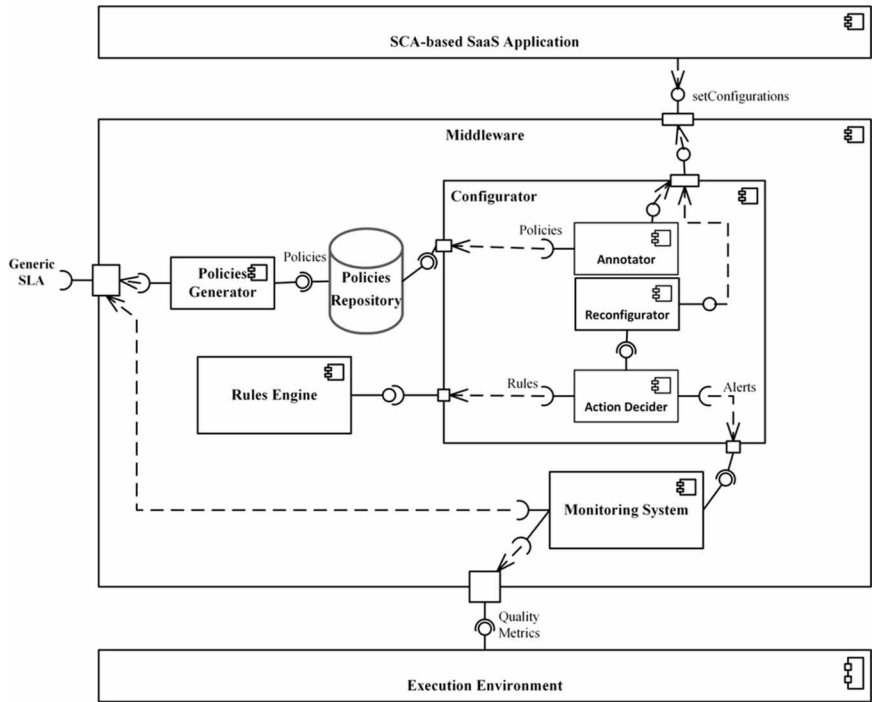 SCA-based SaaS Application
setConfigurations
Middleware
Configurator
Policies
Annotator
Generic
SLA
Policies
Generator
Policies
Policies
Repository
Reconfigurator
Rules Engine
Rules
Action Decider
Alerts
Monitoring System
Quality
Metrics
Execution Environment